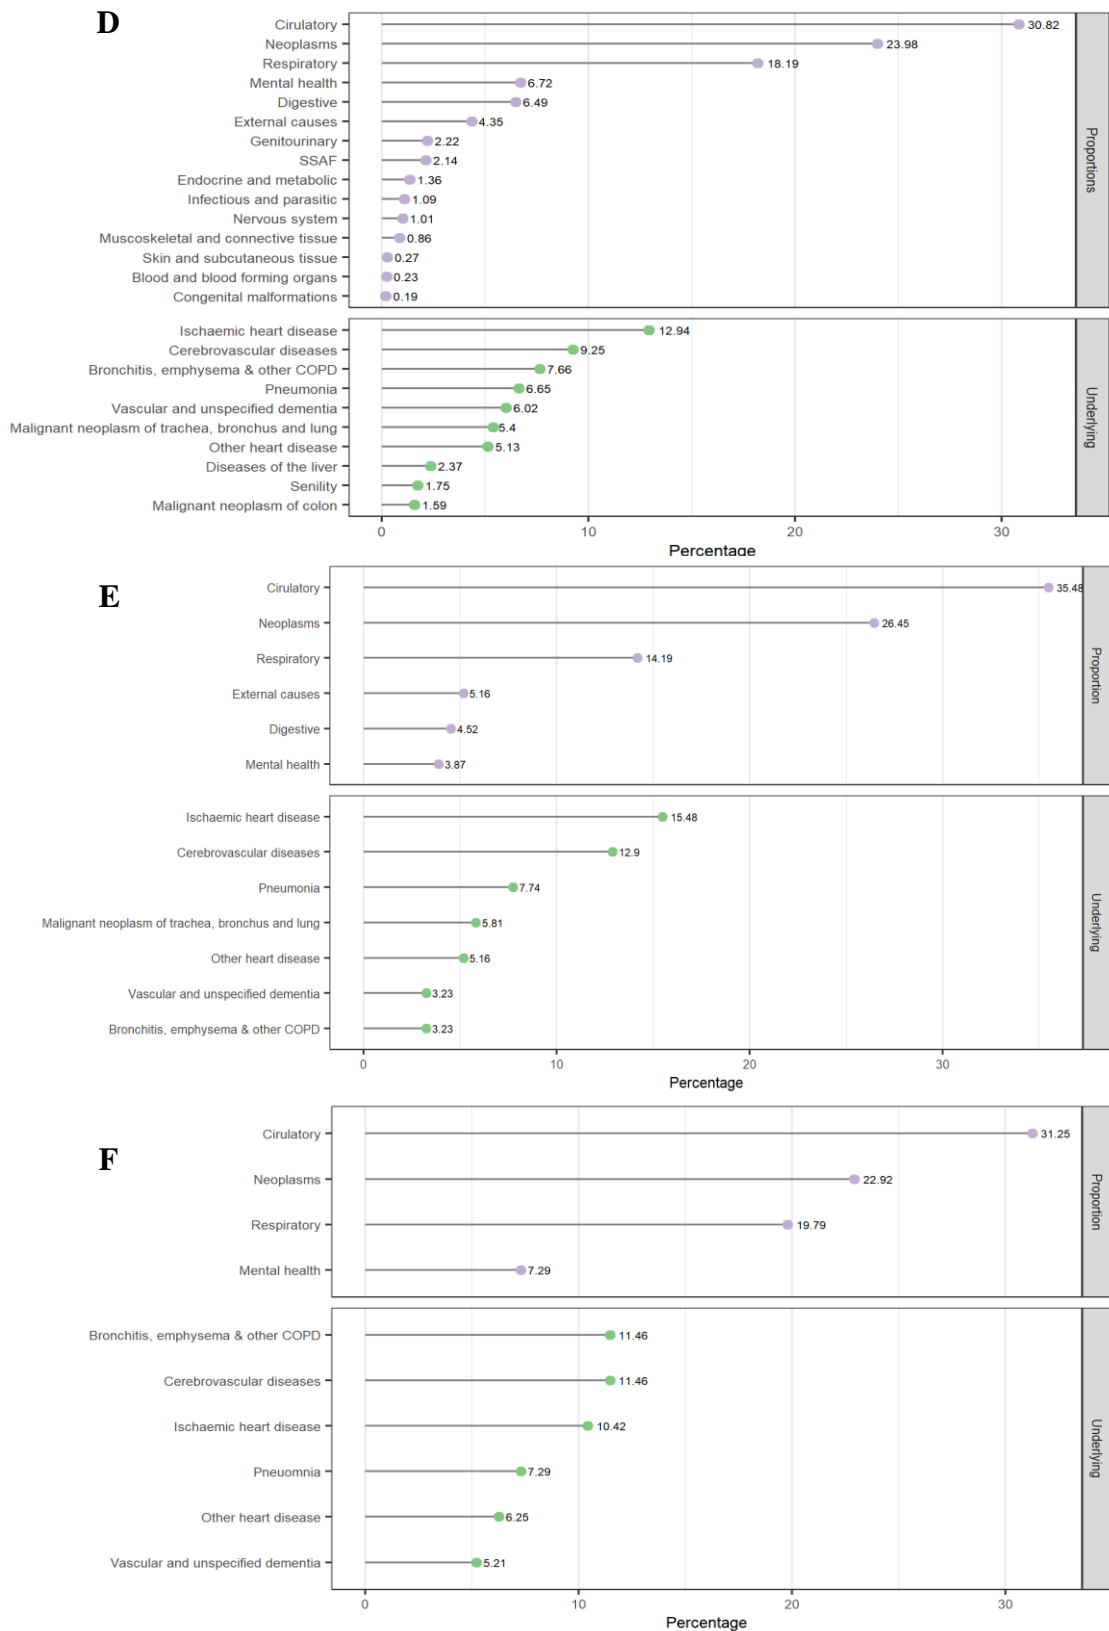 D
Cirulatory 30.82
Neoplasms 23.98
Respiratory 18.19
Mental health 6.72
Digestive 6.49
External causes 4.35
Genitourinary 2.22
SSAF 2.14
Endocrine and metabolic 1.36
Infectious and parasitic 1.09
Nervous system 1.01
Muscoskeletal and connective tissue 0.86
Skin and subcutaneous tissue 0.27
Blood and blood forming organs 0.23
Congenital malformations 0.19
Proportions
Ischaemic heart disease 12.94
Cerebrovascular diseases 9.25
Bronchitis, emphysema & other COPD 7.66
Pneumonia 6.65
Vascular and unspecified dementia 6.02
Malignant neoplasm of trachea, bronchus and lung 5.4
Other heart disease 5.13
Diseases of the liver 2.37
Senility 1.75
Malignant neoplasm of colon 1.59
Underlying
0 10 20 30
Percentage
E
Cirulatory 35.48
Neoplasms 26.45
Respiratory 14.19
External causes 5.16
Digestive 4.52
Mental health 3.87
Proportion
Ischaemic heart disease 15.48
Cerebrovascular diseases 12.9
Pneumonia 7.74
Malignant neoplasm of trachea, bronchus and lung 5.81
Other heart disease 5.16
Vascular and unspecified dementia 3.23
Bronchitis, emphysema & other COPD 3.23
Underlying
0 10 20 30
Percentage
F
Cirulatory 31.25
Neoplasms 22.92
Respiratory 19.79
Mental health 7.29
Proportion
Bronchitis, emphysema & other COPD 11.46
Cerebrovascular diseases 11.46
Ischaemic heart disease 10.42
Pneuomnia 7.29
Other heart disease 6.25
Vascular and unspecified dementia 5.21
Underlying
0 10 20 30
Percentage